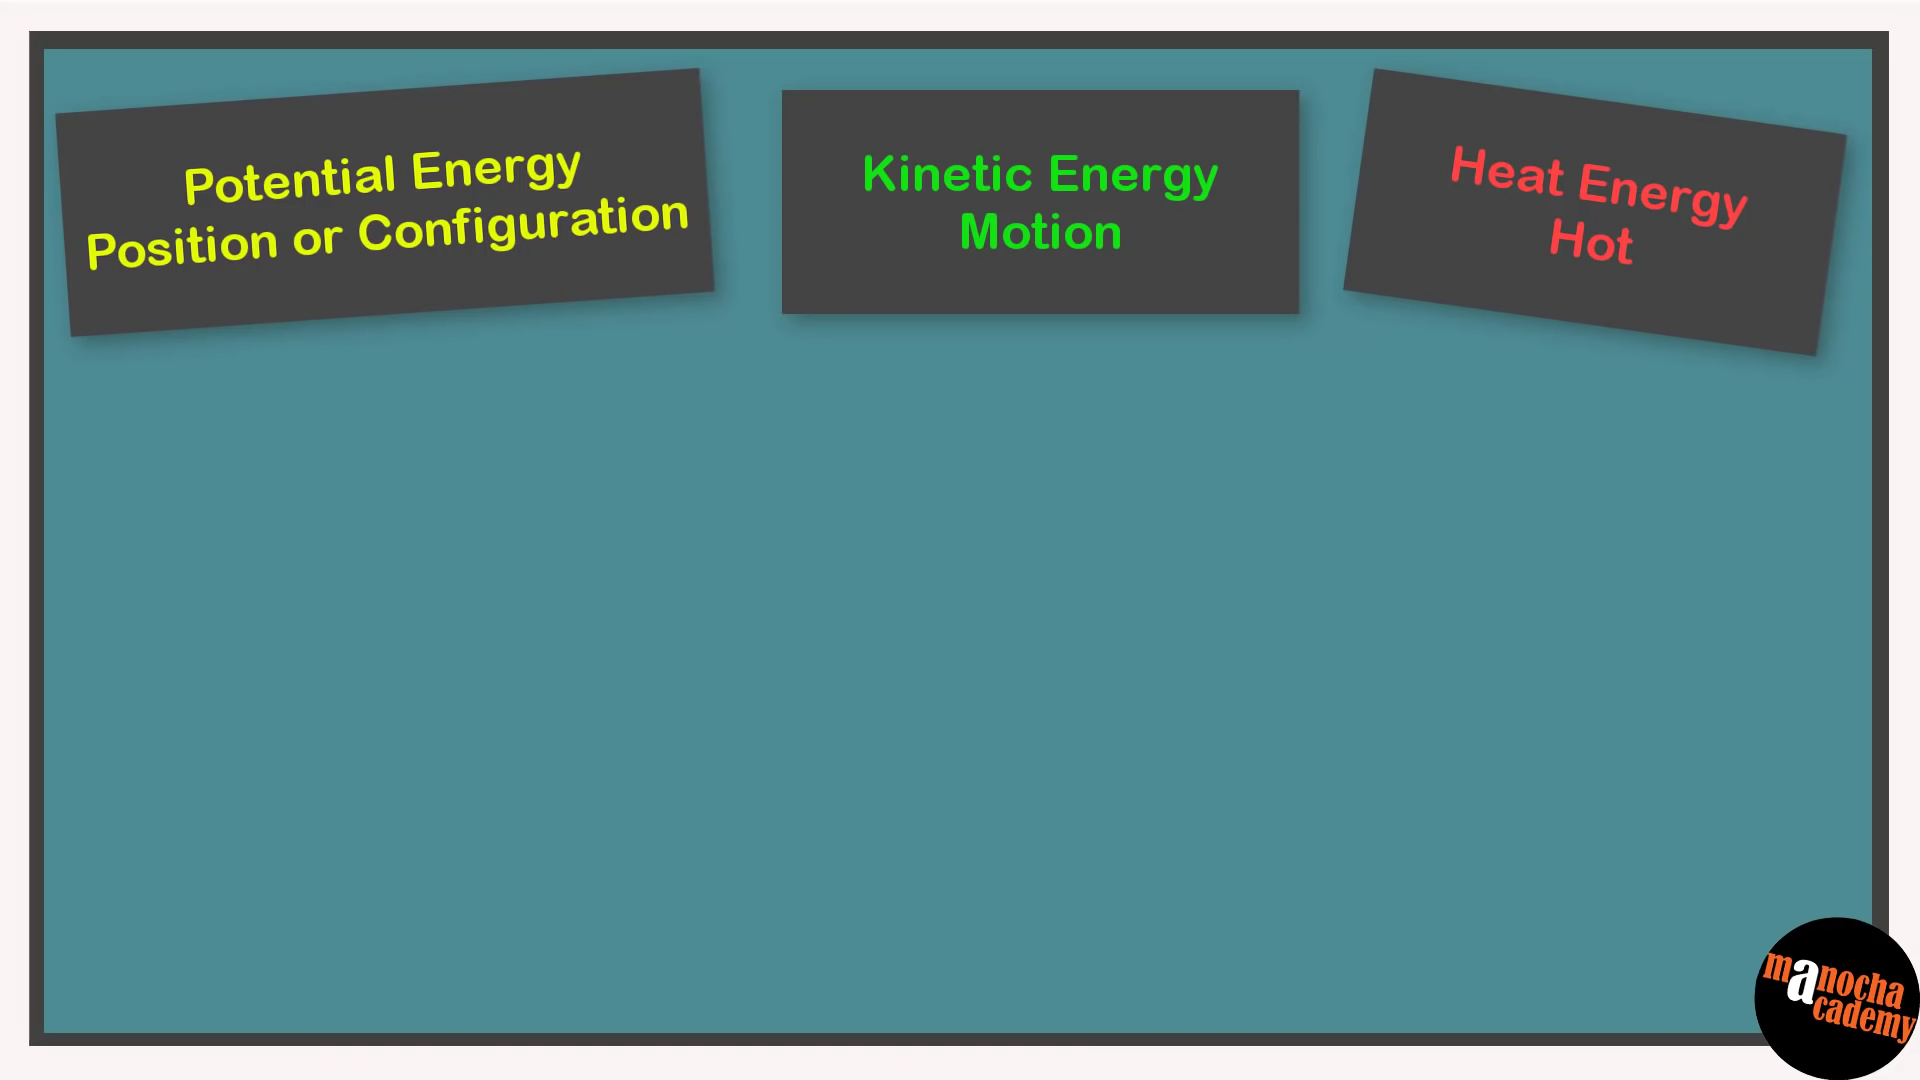 Potential Energy
Position or Configuration
Kinetic Energy
Motion
Heat Energy
Hot
manocha
academy